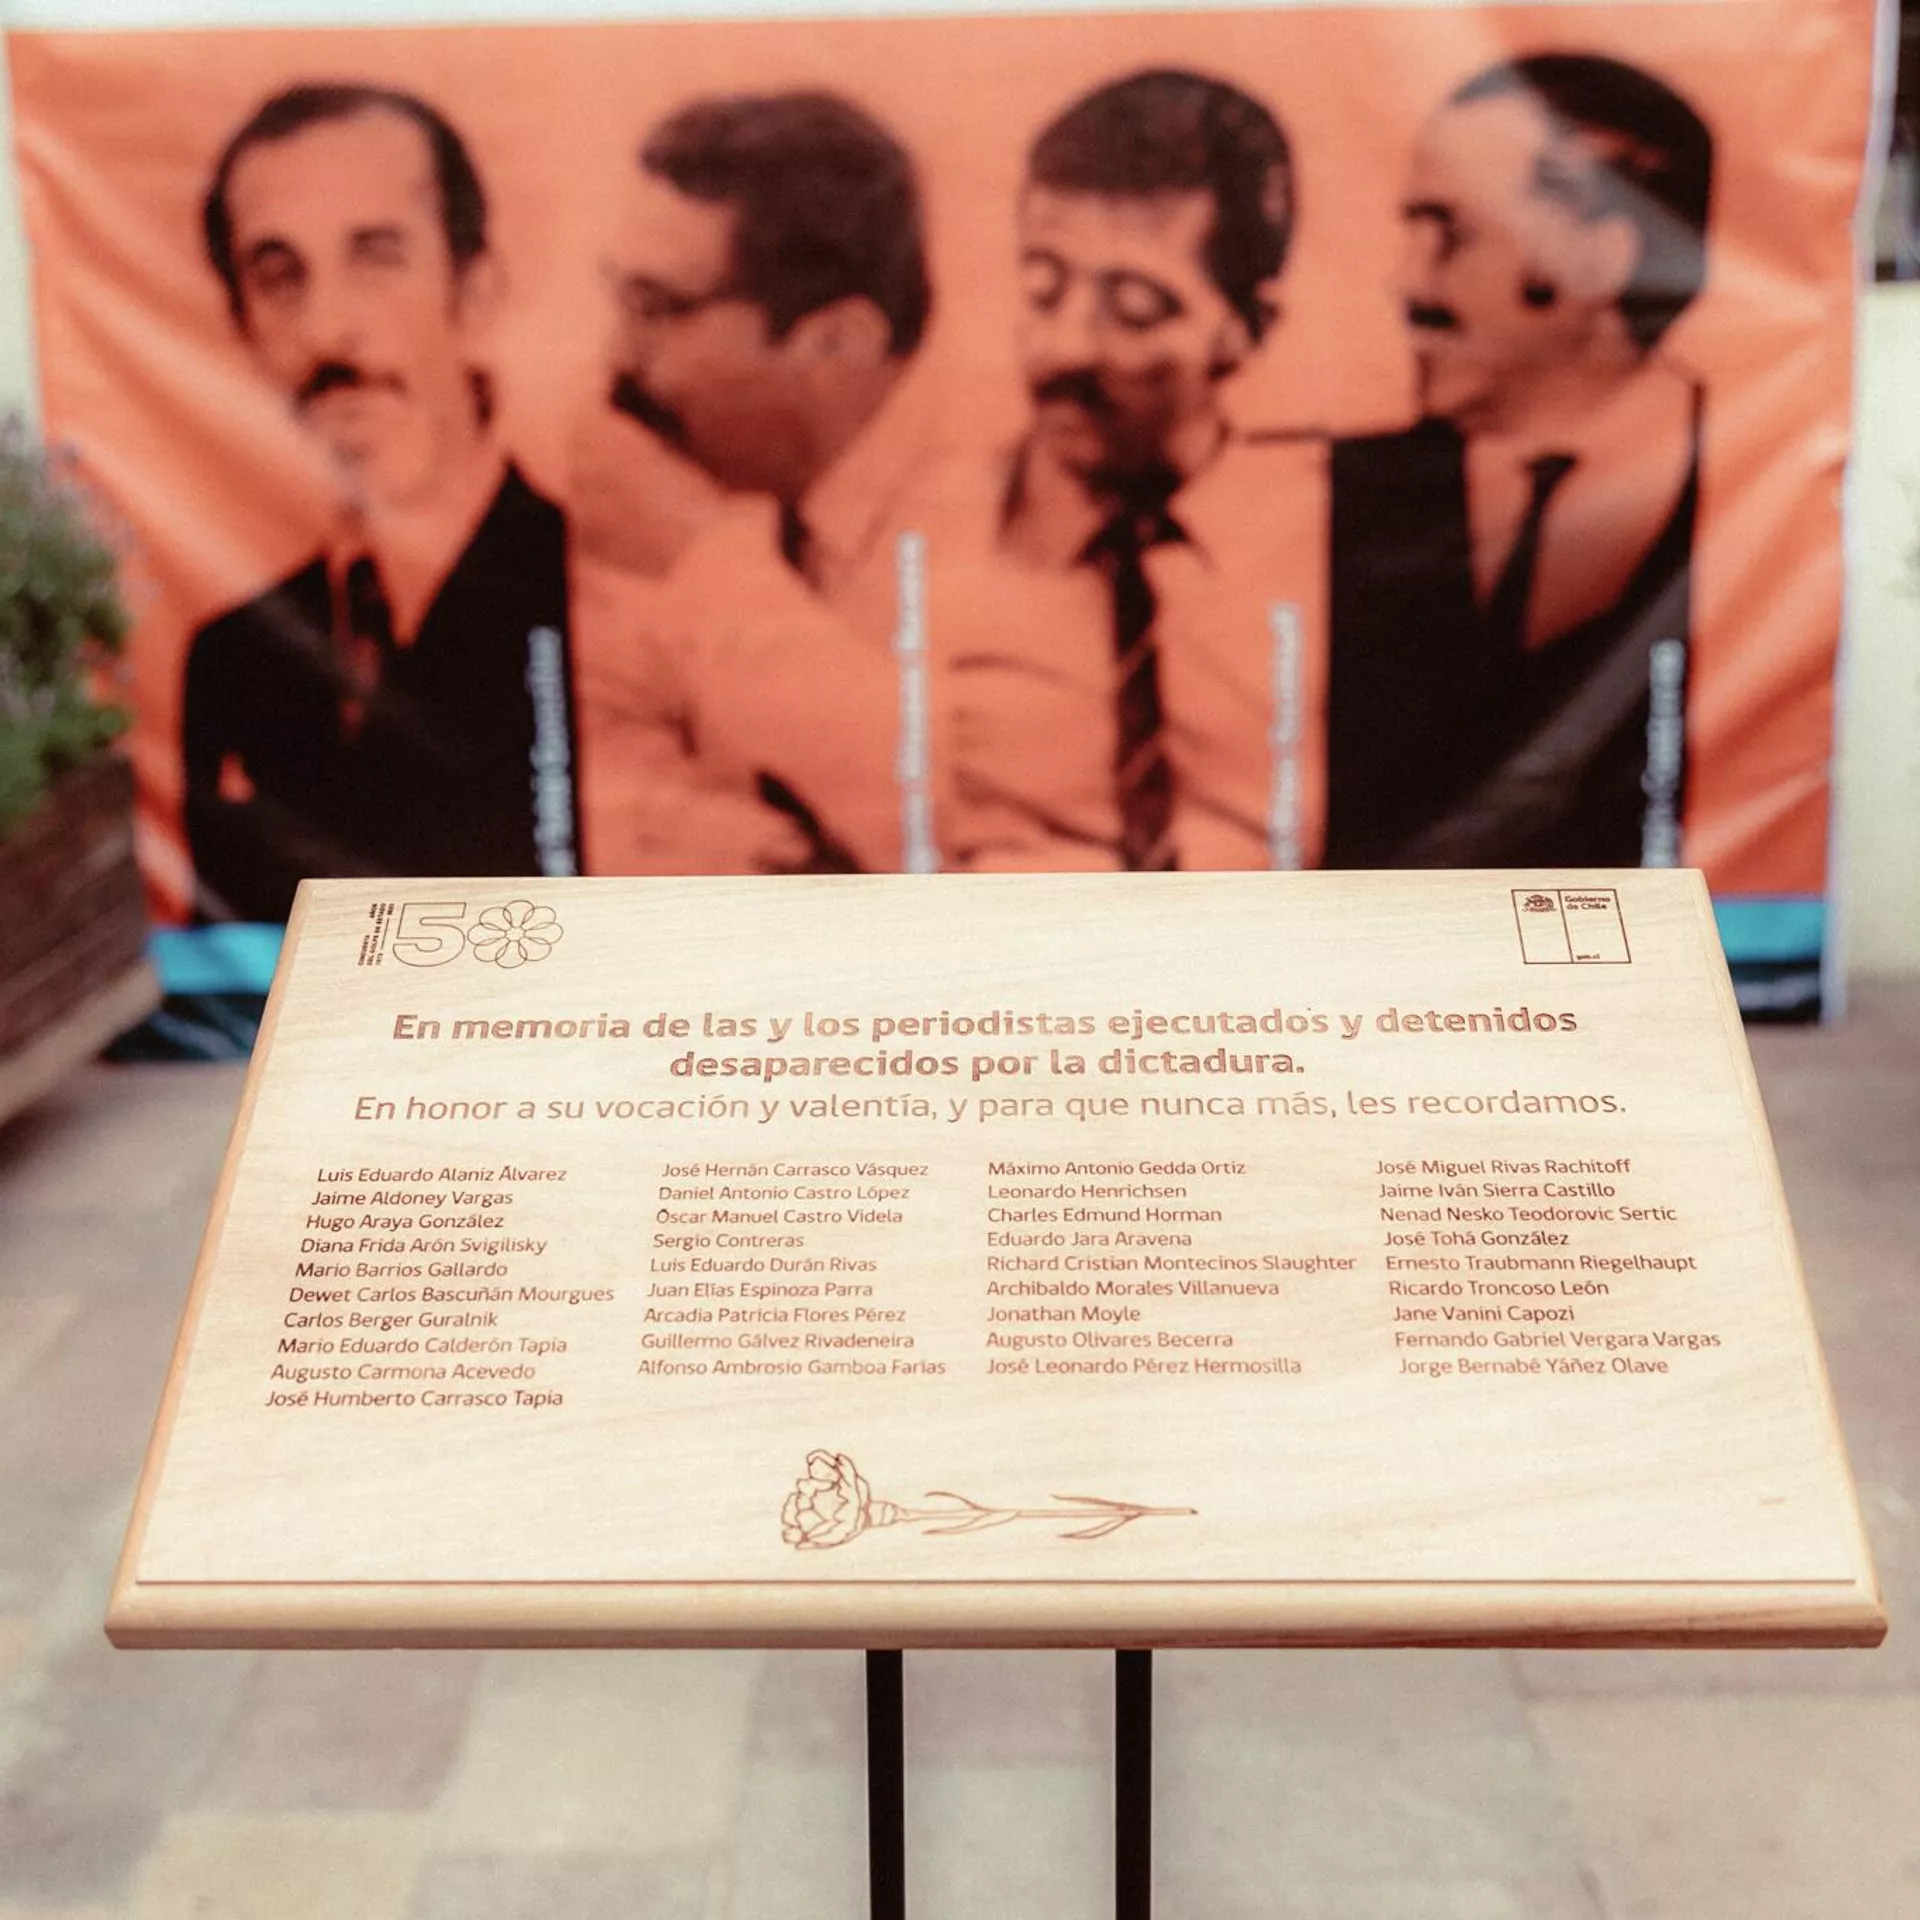 50
CINCUENTA
Gobierno
de Chile
gob.cl
En memoria de las y los periodistas ejecutados y detenidos
desaparecidos por la dictadura.
En honor a su vocación y valentía, y para que nunca más, les recordamos.
Luis Eduardo Alaniz Álvarez
Jaime Aldoney Vargas
Hugo Araya González
Diana Frida Arón Svigilisky
Mario Barrios Gallardo
Dewet Carlos Bascuñán Mourgues
Carlos Berger Guralnik
Mario Eduardo Calderón Tapia
Augusto Carmona Acevedo
José Humberto Carrasco Tapia
José Hernán Carrasco Vásquez
Daniel Antonio Castro López
Óscar Manuel Castro Videla
Sergio Contreras
Luis Eduardo Durán Rivas
Juan Elías Espinoza Parra
Arcadia Patricia Flores Pérez
Guillermo Gálvez Rivadeneira
Alfonso Ambrosio Gamboa Farías
Máximo Antonio Gedda Ortiz
Leonardo Henrichsen
Charles Edmund Horman
Eduardo Jara Aravena
Richard Cristian Montecinos Slaughter
Archibaldo Morales Villanueva
Jonathan Moyle
Augusto Olivares Becerra
José Leonardo Pérez Hermosilla
José Miguel Rivas Rachitoff
Jaime Iván Sierra Castillo
Nenad Nesko Teodorovic Sertic
José Tohá González
Ernesto Traubmann Riegelhaupt
Ricardo Troncoso León
Jane Vanini Capozi
Fernando Gabriel Vergara Vargas
Jorge Bernabé Yáñez Olave